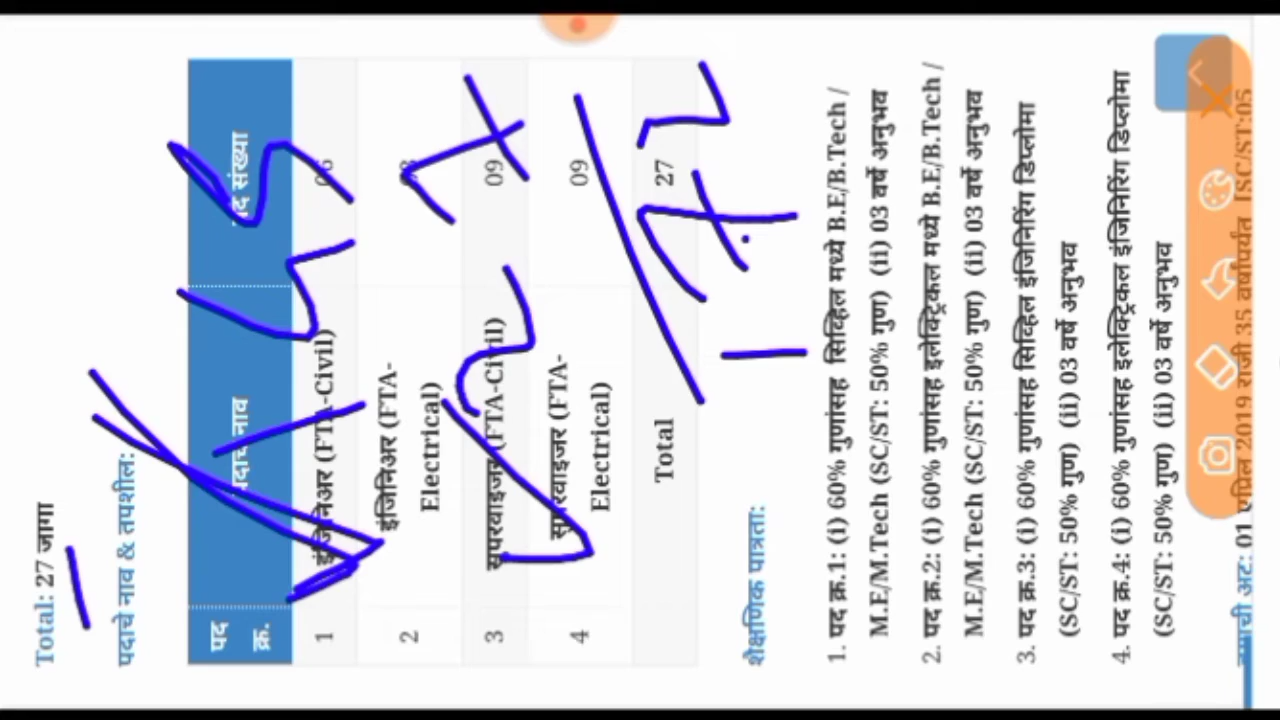 Total: 27 जागा
पदाचे नाव & तपशील:
पद क्र. पदाचे नाव पद संख्या
1 इंजिनिअर (FTA-Civil) 06
2 इंजिनिअर (FTA-Electrical)
3 सुपरवाइजर (FTA-Civil) 09
4 सुपरवाइजर (FTA-Electrical) 09
Total 27
शैक्षणिक पात्रता:
1. पद क्र.1: (i) 60% गुणांसह सिव्हिल मध्ये B.E/B.Tech /
M.E/M.Tech (SC/ST: 50% गुण) (ii) 03 वर्षे अनुभव
2. पद क्र.2: (i) 60% गुणांसह इलेक्ट्रिकल मध्ये B.E/B.Tech /
M.E/M.Tech (SC/ST: 50% गुण) (ii) 03 वर्षे अनुभव
3. पद क्र.3: (i) 60% गुणांसह सिव्हिल इंजिनिरिंग डिप्लोमा
(SC/ST: 50% गुण) (ii) 03 वर्षे अनुभव
4. पद क्र.4: (i) 60% गुणांसह इलेक्ट्रिकल इंजिनिरिंग डिप्लोमा
(SC/ST: 50% गुण) (ii) 03 वर्षे अनुभव
अट: 01 एप्रिल 2019 रोजी 35 वर्षांपर्यंत [SC/ST:05